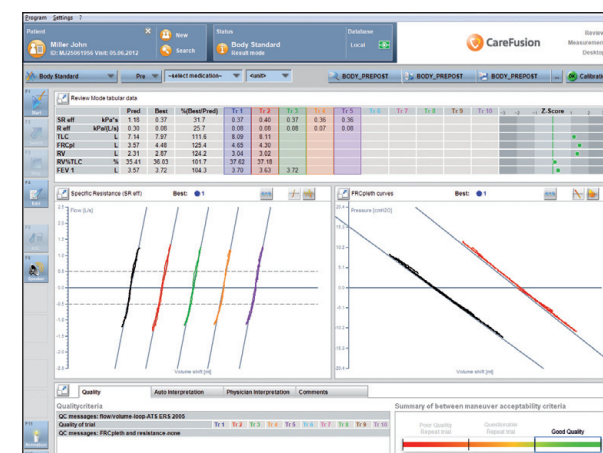 Program Settings ?
Patient
Miller John
ID: MJ25061956 Visit: 05.06.2012
New
Search
Status
Body Standard
Result mode
Database
Local
CareFusion
Review
Measuremen
Desktop
Body Standard
Pre
~select medication~
<unit>
BODY_PREPOST
BODY_PREPOST
BODY_PREPOST
...
Calibrati
Review Mode tabular data
Pred Best %(Best/Pred) Tr 1 Tr 2 Tr 3 Tr 4 Tr 5 Tr 6 Tr 7 Tr 8 Tr 9 Tr 10 Z-Score
SR eff kPa*s 1.18 0.37 31.7 0.37 0.40 0.37 0.36 0.36
R eff kPa/(L/s) 0.30 0.08 25.7 0.08 0.08 0.08 0.07 0.08
TLC L 7.14 7.97 111.6 8.09 8.11
FRCpl L 3.57 4.48 125.4 4.65 4.30
RV L 2.31 2.87 124.2 3.04 3.02
RV%TLC % 35.41 36.03 101.7 37.62 37.18
FEV 1 L 3.57 3.72 104.3 3.70 3.63 3.72
Specific Resistance (SR eff) Best: 1
Flow [L/s]
Volume shift [ml]
FRCpleth curves Best: 1
Pressure [cmH2O]
Volume shift [ml]
Quality
Auto Interpretation
Physician Interpretation
Comments
Qualitycriteria
QC messages: flow/volume-loop-ATS ERS 2005
Quality of trial Tr 1 Tr 2 Tr 3 Tr 4 Tr 5 Tr 6 Tr 7 Tr 8 Tr 9 Tr 10
QC messages: FRCpleth and resistance-none
Summary of between maneuver acceptability criteria
Poor Quality
Repeat trial
Questionable
Repeat trial
Good Quality